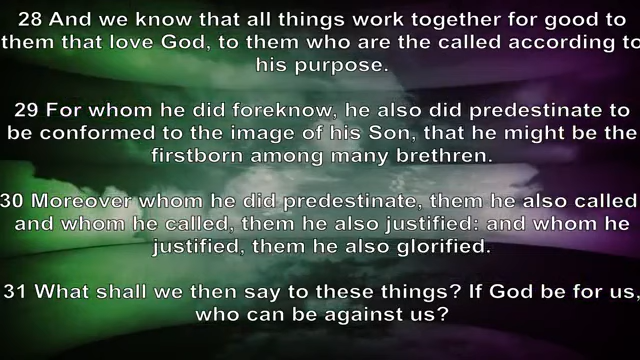 28 And we know that all things work together for good to
them that love God, to them who are the called according to
his purpose.
29 For whom he did foreknow, he also did predestinate to
be conformed to the image of his Son, that he might be the
firstborn among many brethren.
30 Moreover whom he did predestinate, them he also called:
and whom he called, them he also justified: and whom he
justified, them he also glorified.
31 What shall we then say to these things? If God be for us,
who can be against us?